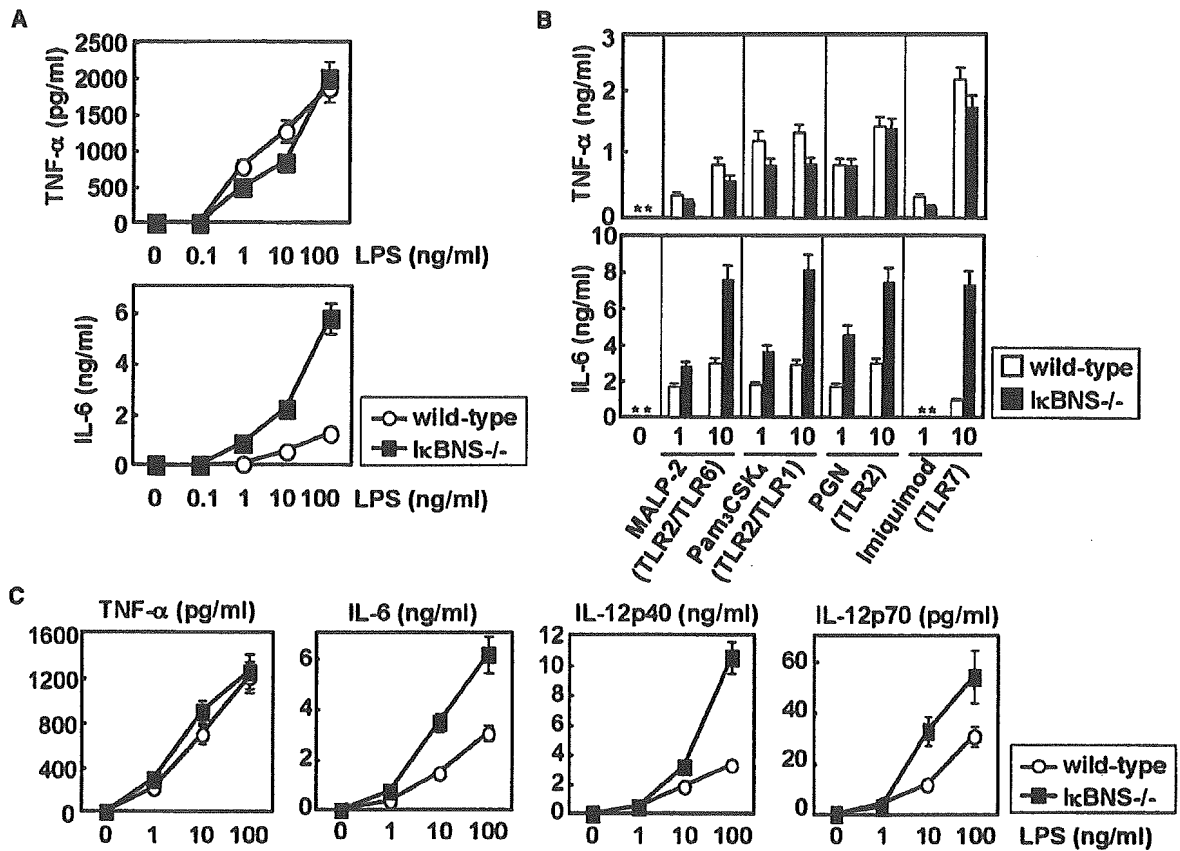 A
TNF-α (pg/ml)
2500
2000
1500
1000
500
0
0 0.1 1 10 100 LPS (ng/ml)
IL-6 (ng/ml)
6
4
2
0
0 0.1 1 10 100 LPS (ng/ml)
wild-type
IκBNS-/-
B
TNF-α (ng/ml)
3
2
1
0
**
IL-6 (ng/ml)
10
8
6
4
2
0
** **
0 1 10 1 10 1 10 1 10
MALP-2
(TLR2/TLR6)
Pam₃CSK₄
(TLR2/TLR1)
PGN
(TLR2)
Imiquimod
(TLR7)
wild-type
IκBNS-/-
C
TNF-α (pg/ml)
1600
1200
800
400
0
0 1 10 100
IL-6 (ng/ml)
6
4
2
0
0 1 10 100
IL-12p40 (ng/ml)
12
10
8
6
4
2
0
0 1 10 100
IL-12p70 (pg/ml)
60
40
20
0
0 1 10 100 LPS (ng/ml)
wild-type
IκBNS-/-